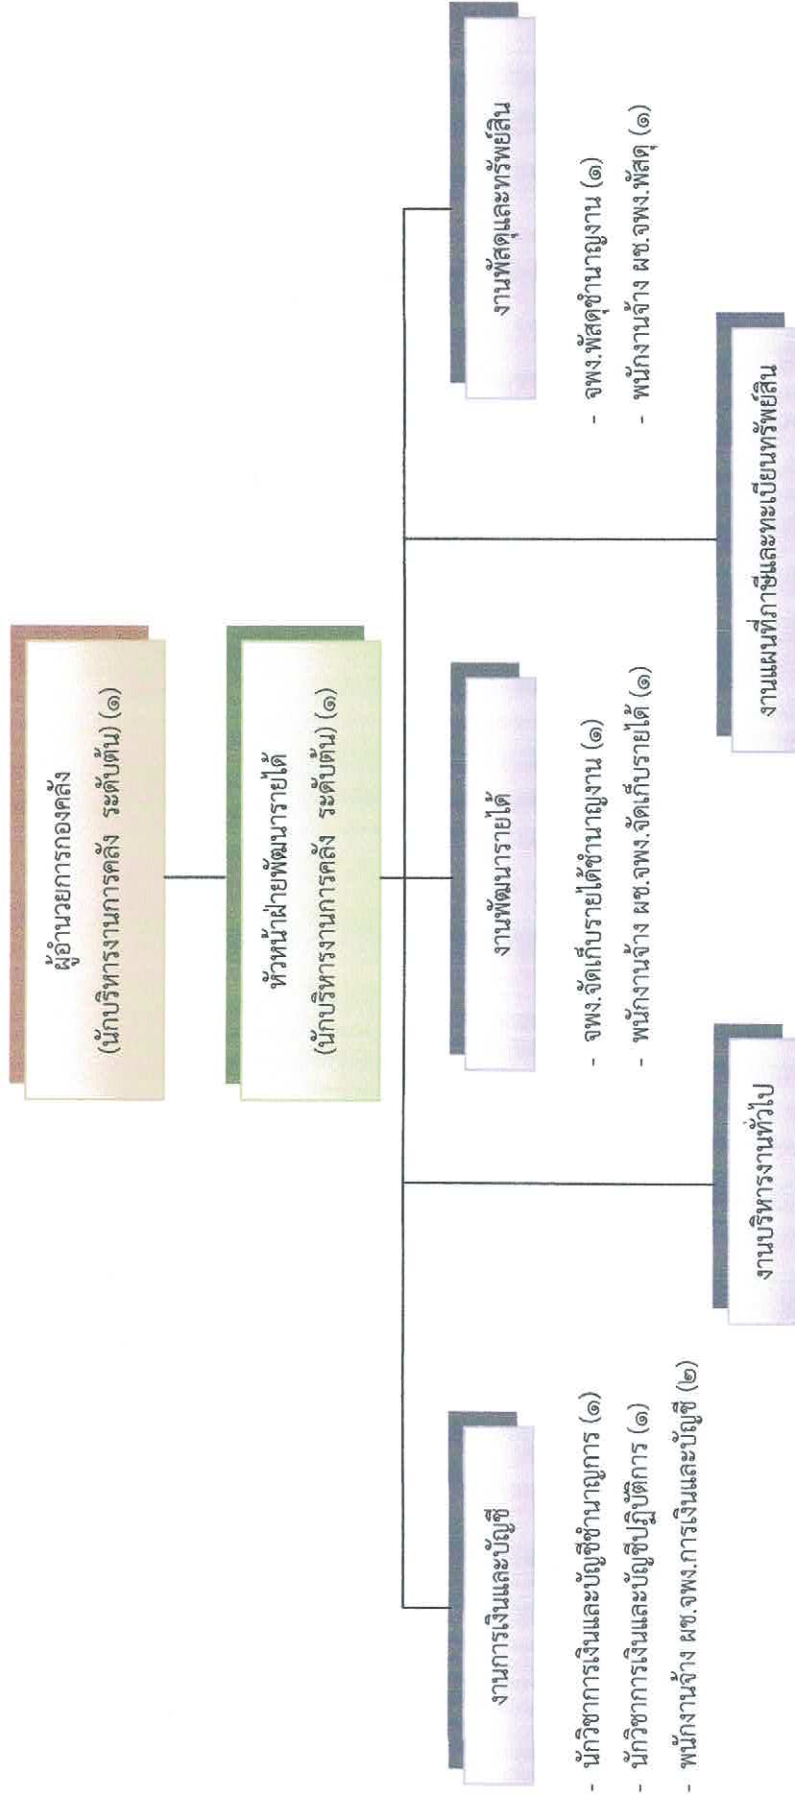 ผู้อำนวยการกองคลัง
(นักบริหารงานการคลัง ระดับต้น) (๑)
หัวหน้าฝ่ายพัฒนารายได้
(นักบริหารงานการคลัง ระดับต้น) (๑)
งานการเงินและบัญชี
- นักวิชาการเงินและบัญชีชำนาญการ (๑)
- นักวิชาการเงินและบัญชีปฏิบัติการ (๑)
- พนักงานจ้าง ผช.จพง.การเงินและบัญชี (๒)
งานพัฒนารายได้
- จพง.จัดเก็บรายได้ชำนาญงาน (๑)
- พนักงานจ้าง ผช.จพง.จัดเก็บรายได้ (๑)
งานพัสดุและทรัพย์สิน
- จพง.พัสดุชำนาญงาน (๑)
- พนักงานจ้าง ผช.จพง.พัสดุ (๑)
งานบริหารงานทั่วไป
งานแผนที่ภาษีและทะเบียนทรัพย์สิน